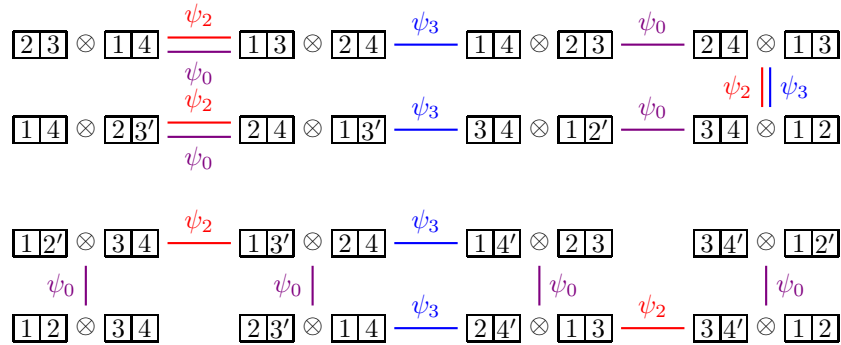 ψ₂ ψ₃ ψ₀
2 3 ⊗ 1 4 1 3 ⊗ 2 4 1 4 ⊗ 2 3 2 4 ⊗ 1 3
ψ₀
ψ₂ ψ₃ ψ₂ ψ₃
1 4 ⊗ 2 3′ 2 4 ⊗ 1 3′ 3 4 ⊗ 1 2′ 3 4 ⊗ 1 2
ψ₀ ψ₀
ψ₂ ψ₃
1 2′ ⊗ 3 4 1 3′ ⊗ 2 4 1 4′ ⊗ 2 3 3 4′ ⊗ 1 2′
ψ₀ ψ₀ ψ₀ ψ₀
ψ₃ ψ₂
1 2 ⊗ 3 4 2 3′ ⊗ 1 4 2 4′ ⊗ 1 3 3 4′ ⊗ 1 2